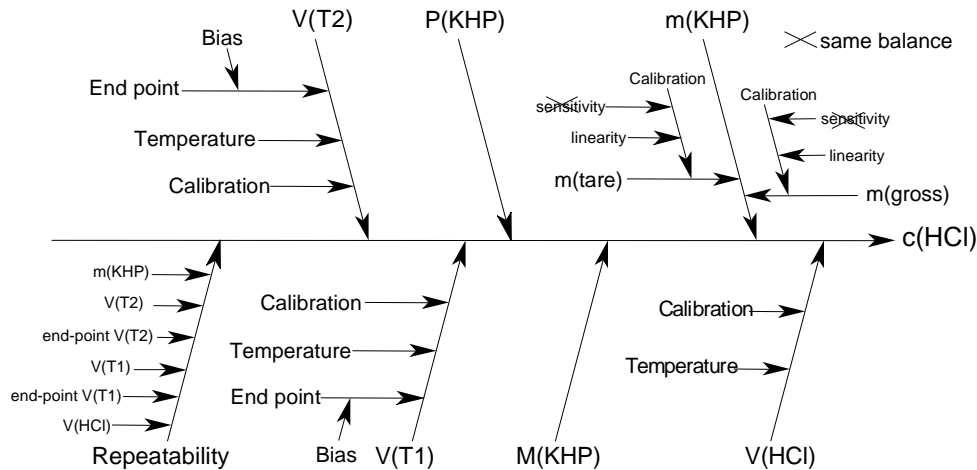 V(T2)
P(KHP)
m(KHP)
same balance
Bias
End point
Temperature
Calibration
Calibration
sensitivity
linearity
m(tare)
Calibration
sensitivity
linearity
m(gross)
c(HCl)
m(KHP)
V(T2)
end-point V(T2)
V(T1)
end-point V(T1)
V(HCl)
Repeatability
Calibration
Temperature
End point
Bias
V(T1)
M(KHP)
Calibration
Temperature
V(HCl)